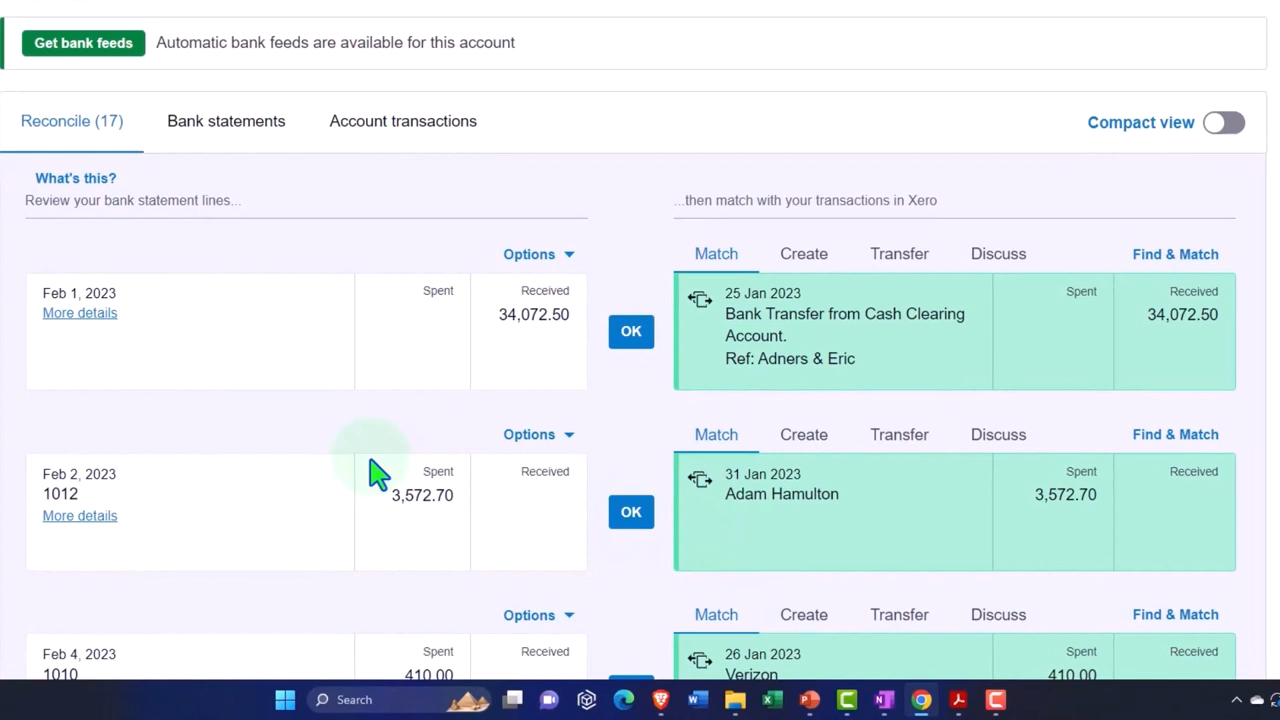 Get bank feeds Automatic bank feeds are available for this account
Reconcile (17) Bank statements Account transactions Compact view
What's this?
Review your bank statement lines... ...then match with your transactions in Xero
Options Match Create Transfer Discuss Find & Match
Feb 1, 2023 Spent Received 25 Jan 2023 Spent Received
More details 34,072.50 Bank Transfer from Cash Clearing 34,072.50
OK Account.
Ref: Adners & Eric
Options Match Create Transfer Discuss Find & Match
Feb 2, 2023 Spent Received 31 Jan 2023 Spent Received
1012 3,572.70 Adam Hamulton 3,572.70
More details OK
Options Match Create Transfer Discuss Find & Match
Feb 4, 2023 Spent Received 26 Jan 2023 Spent Received
1010 410.00 Verizon 410.00
Search